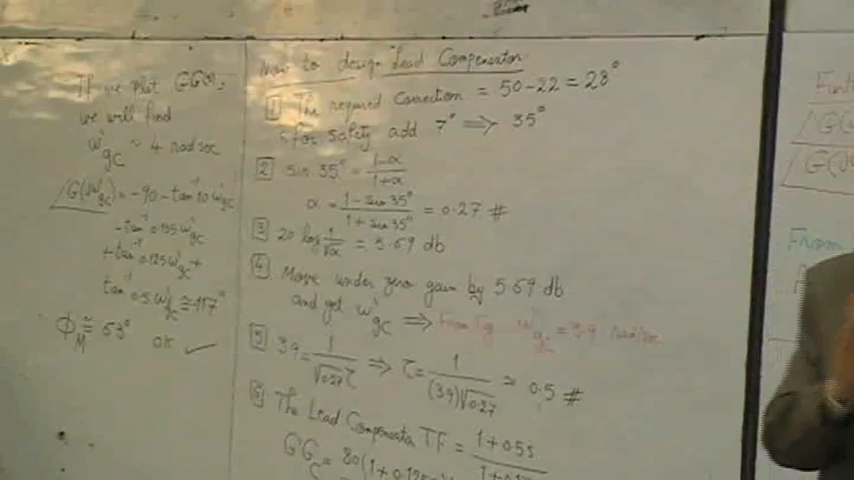 If we plot GG(s),
we will find
ω'gc ~ 4 rad/sec
/G(jω'gc) = -90 - tan⁻¹10 ω'gc
-tan⁻¹ 0.135 ω'gc
+tan⁻¹ 0.125 ω'gc +
tan⁻¹ 0.5 ω'gc ≅ -117°
ϕM ≅ 63° ok ✓
How to design Lead Compensator
1 The required Correction = 50-22 = 28°
for safety add 7° ⇒ 35°
2 sin 35° = (1-α)/(1+α)
α = (1 - sin 35°)/(1 + sin 35°) = 0.27 #
3 20 log 1/√α = 5.69 db
4 Move under zero gain by 5.69 db
and get ω'gc ⇒ From Fig ω'gc = 3.9 rad/sec
5 3.9 = 1/(√0.27 τ) ⇒ τ = 1/((3.9)√0.27) ≃ 0.5 #
6 The Lead Compensator TF = 1+0.5s
G'Gc = 80(1+0.125
G(
G(J
From